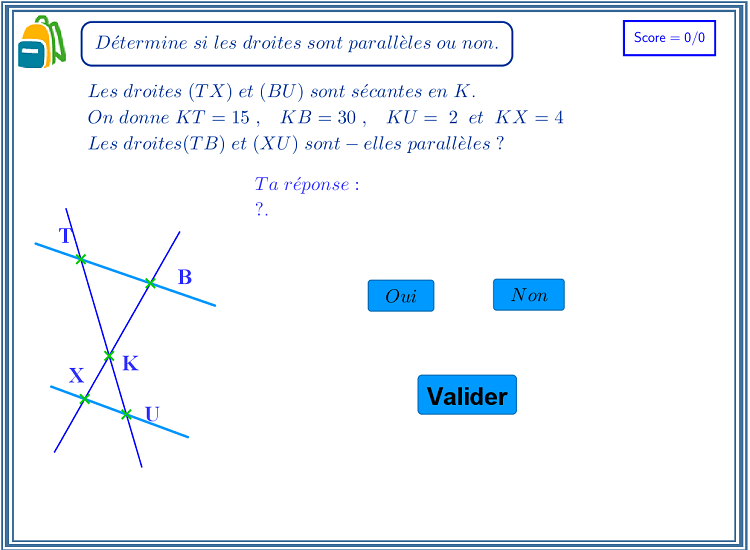 Détermine si les droites sont parallèles ou non.
Score = 0/0
Les droites (TX) et (BU) sont sécantes en K.
On donne KT = 15 , KB = 30 , KU = 2 et KX = 4
Les droites(TB) et (XU) sont – elles parallèles ?
Ta réponse :
?.
T
B
Oui
Non
K
X
U
Valider